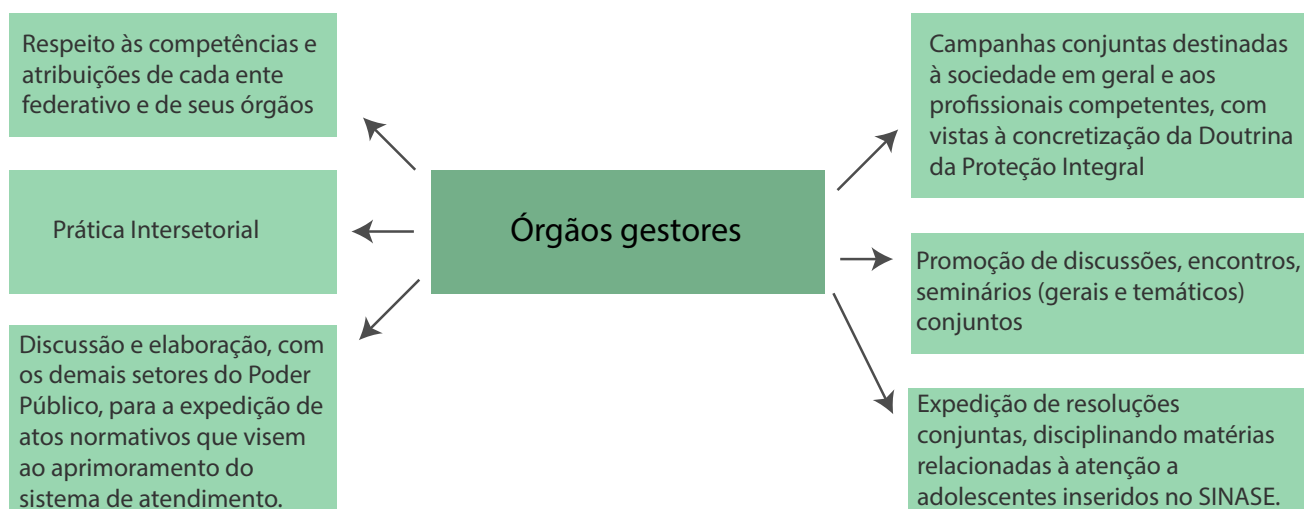 Respeito às competências e
atribuições de cada ente
federativo e de seus órgãos
Prática Intersetorial
Discussão e elaboração, com
os demais setores do Poder
Público, para a expedição de
atos normativos que visem
ao aprimoramento do
sistema de atendimento.
Órgãos gestores
Campanhas conjuntas destinadas
à sociedade em geral e aos
profissionais competentes, com
vistas à concretização da Doutrina
da Proteção Integral
Promoção de discussões, encontros,
seminários (gerais e temáticos)
conjuntos
Expedição de resoluções
conjuntas, disciplinando matérias
relacionadas à atenção a
adolescentes inseridos no SINASE.